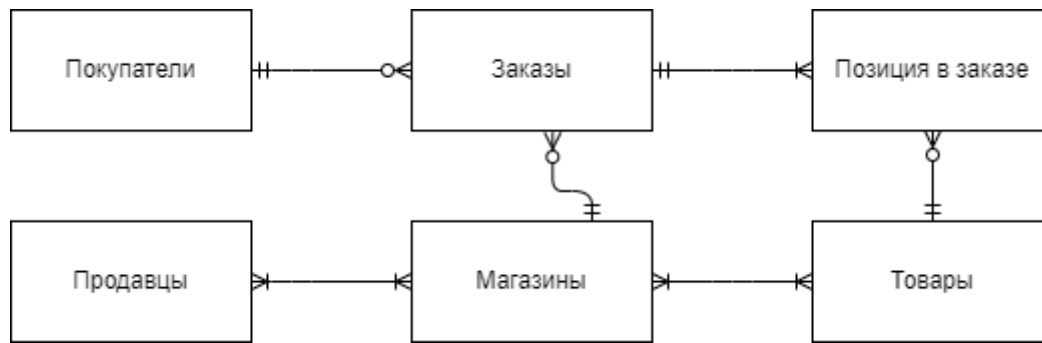 Покупатели
Заказы
Позиция в заказе
Продавцы
Магазины
Товары